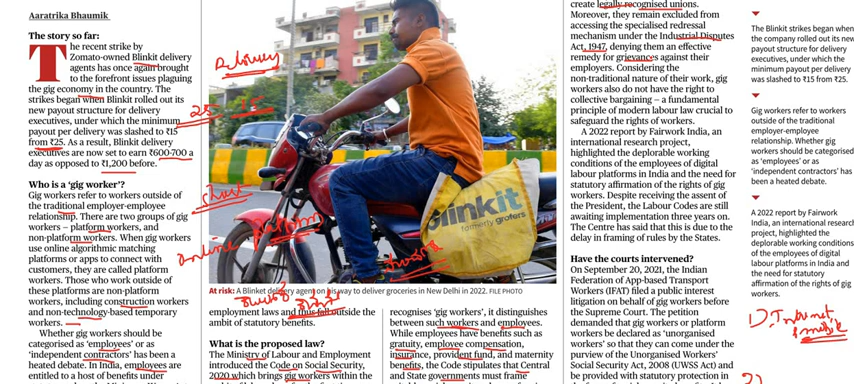 Aaratrika Bhaumik
The story so far:
The recent strike by
Zomato-owned Blinkit delivery
agents has once again brought
to the forefront issues plaguing
the gig economy in the country. The
strikes began when Blinkit rolled out its
new payout structure for delivery
executives, under which the minimum
payout per delivery was slashed to ₹15
from ₹25. As a result, Blinkit delivery
executives are now set to earn ₹600-700 a
day as opposed to ₹1,200 before.
Who is a ‘gig worker’?
Gig workers refer to workers outside of
the traditional employer-employee
relationship. There are two groups of gig
workers – platform workers, and
non-platform workers. When gig workers
use online algorithmic matching
platforms or apps to connect with
customers, they are called platform
workers. Those who work outside of
these platforms are non-platform
workers, including construction workers
and non-technology-based temporary
workers.
Whether gig workers should be
categorised as ‘employees’ or as
‘independent contractors’ has been a
heated debate. In India, employees are
entitled to a host of benefits under
Delivery
25 15
online platform
blinkit
formerly grofers
At risk: A Blinket delivery agent on his way to deliver groceries in New Delhi in 2022. FILE PHOTO
employment laws and thus fall outside the
ambit of statutory benefits.
What is the proposed law?
The Ministry of Labour and Employment
introduced the Code on Social Security,
2020 which brings gig workers within the
recognises ‘gig workers’, it distinguishes
between such workers and employees.
While employees have benefits such as
gratuity, employee compensation,
insurance, provident fund, and maternity
benefits, the Code stipulates that Central
and State governments must frame
create legally recognised unions.
Moreover, they remain excluded from
accessing the specialised redressal
mechanism under the Industrial Disputes
Act, 1947, denying them an effective
remedy for grievances against their
employers. Considering the
non-traditional nature of their work, gig
workers also do not have the right to
collective bargaining – a fundamental
principle of modern labour law crucial to
safeguard the rights of workers.
A 2022 report by Fairwork India, an
international research project,
highlighted the deplorable working
conditions of the employees of digital
labour platforms in India and the need for
statutory affirmation of the rights of gig
workers. Despite receiving the assent of
the President, the Labour Codes are still
awaiting implementation three years on.
The Centre has said that this is due to the
delay in framing of rules by the States.
Have the courts intervened?
On September 20, 2021, the Indian
Federation of App-based Transport
Workers (IFAT) filed a public interest
litigation on behalf of gig workers before
the Supreme Court. The petition
demanded that gig workers or platform
workers be declared as ‘unorganised
workers’ so that they can come under the
purview of the Unorganised Workers’
Social Security Act, 2008 (UWSS Act) and
be provided with statutory protection in
The Blinkit strikes began when
the company rolled out its new
payout structure for delivery
executives, under which the
minimum payout per delivery
was slashed to ₹15 from ₹25.
Gig workers refer to workers
outside of the traditional
employer-employee
relationship. Whether gig
workers should be categorised
as ‘employees’ or as
‘independent contractors’ has
been a heated debate.
A 2022 report by Fairwork
India, an international research
project, highlighted the
deplorable working conditions
of the employees of digital
labour platforms in India and
the need for statutory
affirmation of the rights of gig
workers.